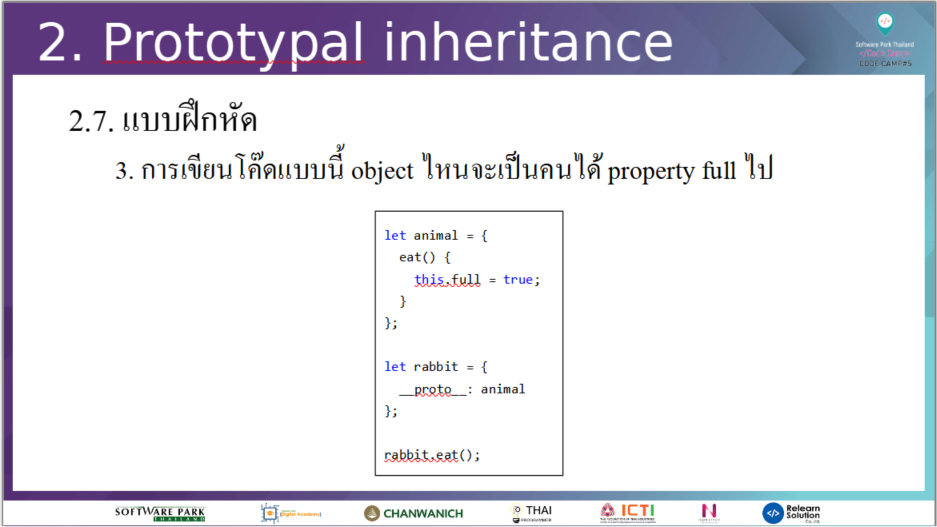 2. Prototypal inheritance
Software Park Thailand
CODE CAMP#5
2.7. แบบฝึกหัด
3. การเขียนโค๊ดแบบนี้ object ไหนจะเป็นคนได้ property full ไป
let animal = {
eat() {
this.full = true;
}
};
let rabbit = {
__proto__: animal
};
rabbit.eat();
SOFTWARE PARK
THAILAND
Digital Academy
CHANWANICH
THAI
PROGRAMMER
ICTI
Relearn
Solution
Co.,Ltd.